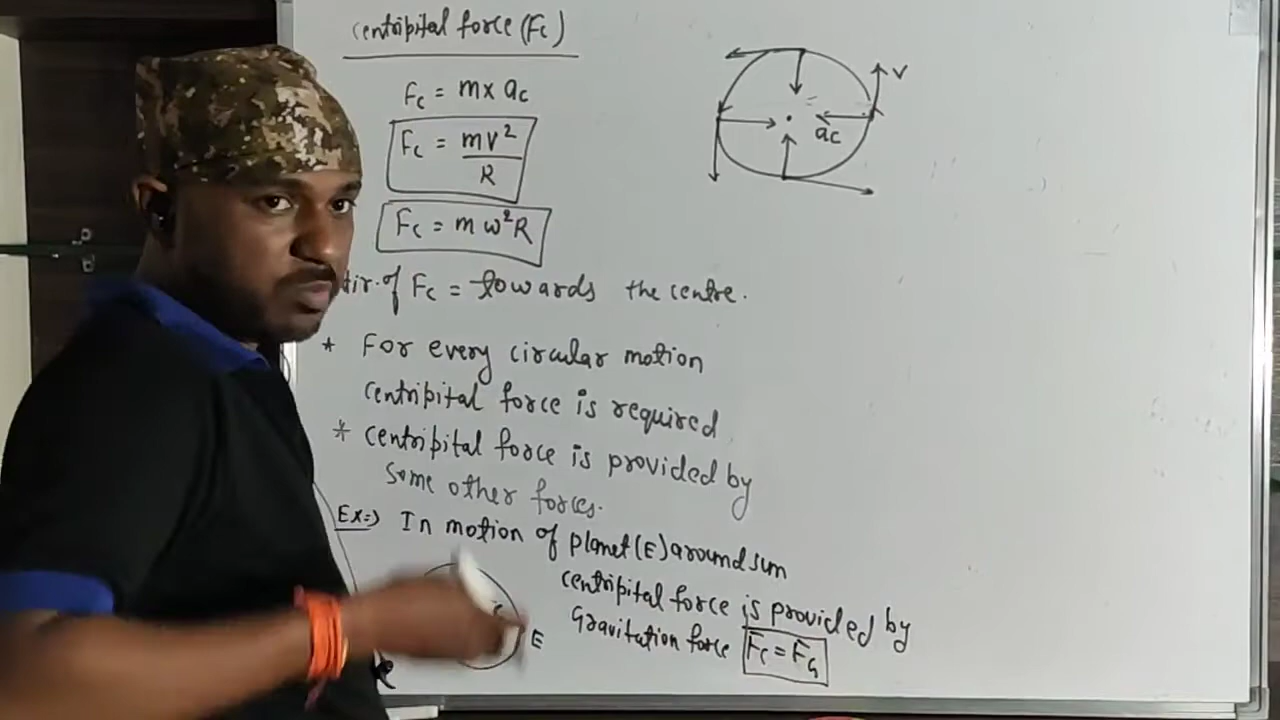 centripital force (Fc)
Fc = m x ac
Fc = mv²/R
Fc = mω²R
dir. of Fc = towards the centre.
* For every circular motion
centripital force is required
* centripital force is provided by
some other forces.
Ex=> In motion of planet(E) around sun
centripital force is provided by
Gravitation force Fc = FG
v
ac
E